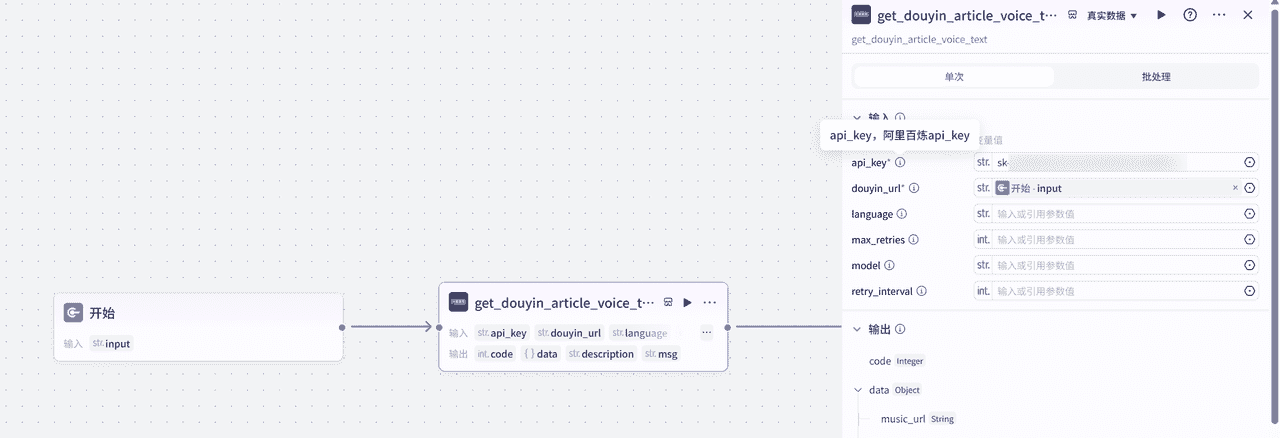 get_douyin_article_voice_t··· 真实数据
get_douyin_article_voice_text
单次 批处理
输入
api_key，阿里百炼api_key
变量值
api_key* str. sk-
douyin_url* str. 开始 · input
language str. 输入或引用参数值
max_retries int. 输入或引用参数值
model str. 输入或引用参数值
retry_interval int. 输入或引用参数值
输出
code Integer
data Object
music_url String
开始
输入 str. input
get_douyin_article_voice_t···
输入 str. api_key str. douyin_url str. language ···
输出 int. code { } data str. description str. msg